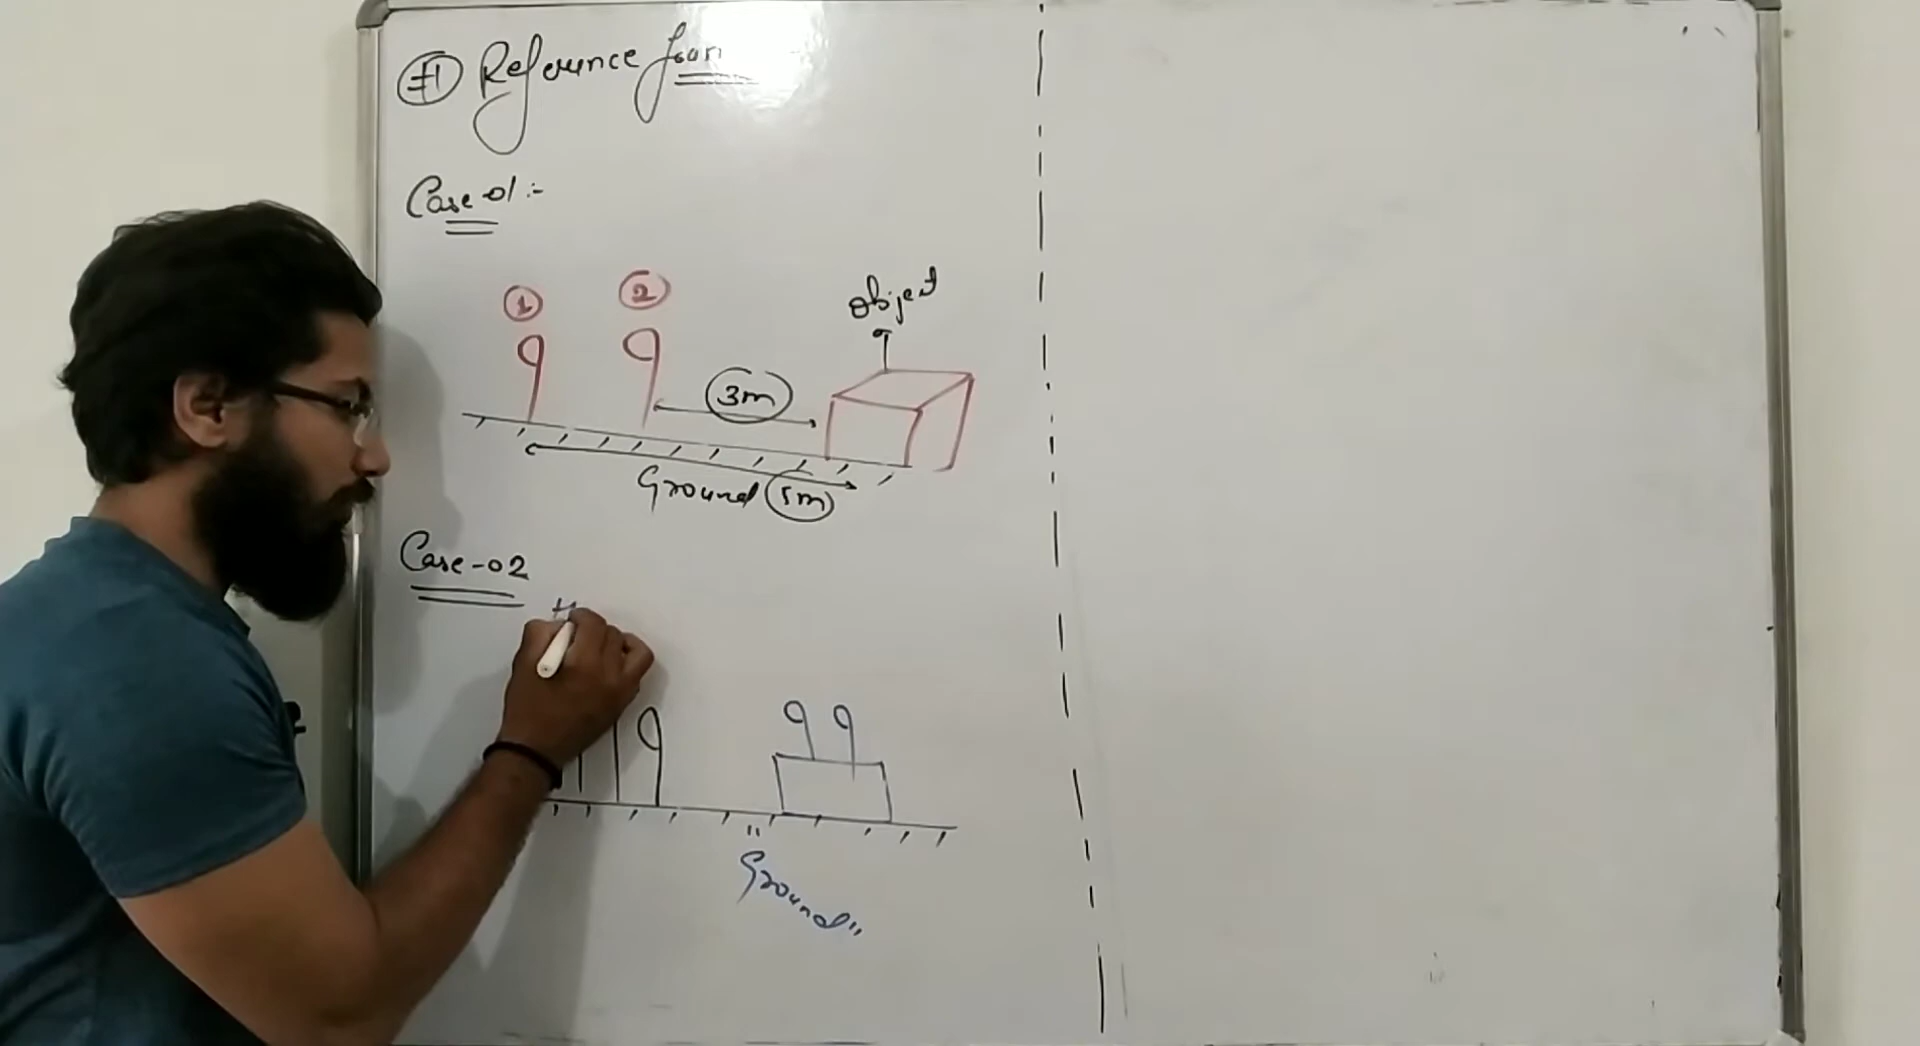 #1 Reference fram
Case-01:-
1 2
object
3m
Ground 5m
Case-02
"Ground"